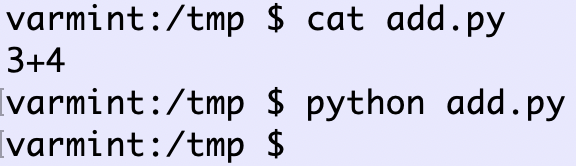 varmint:/tmp $ cat add.py
3+4
varmint:/tmp $ python add.py
varmint:/tmp $